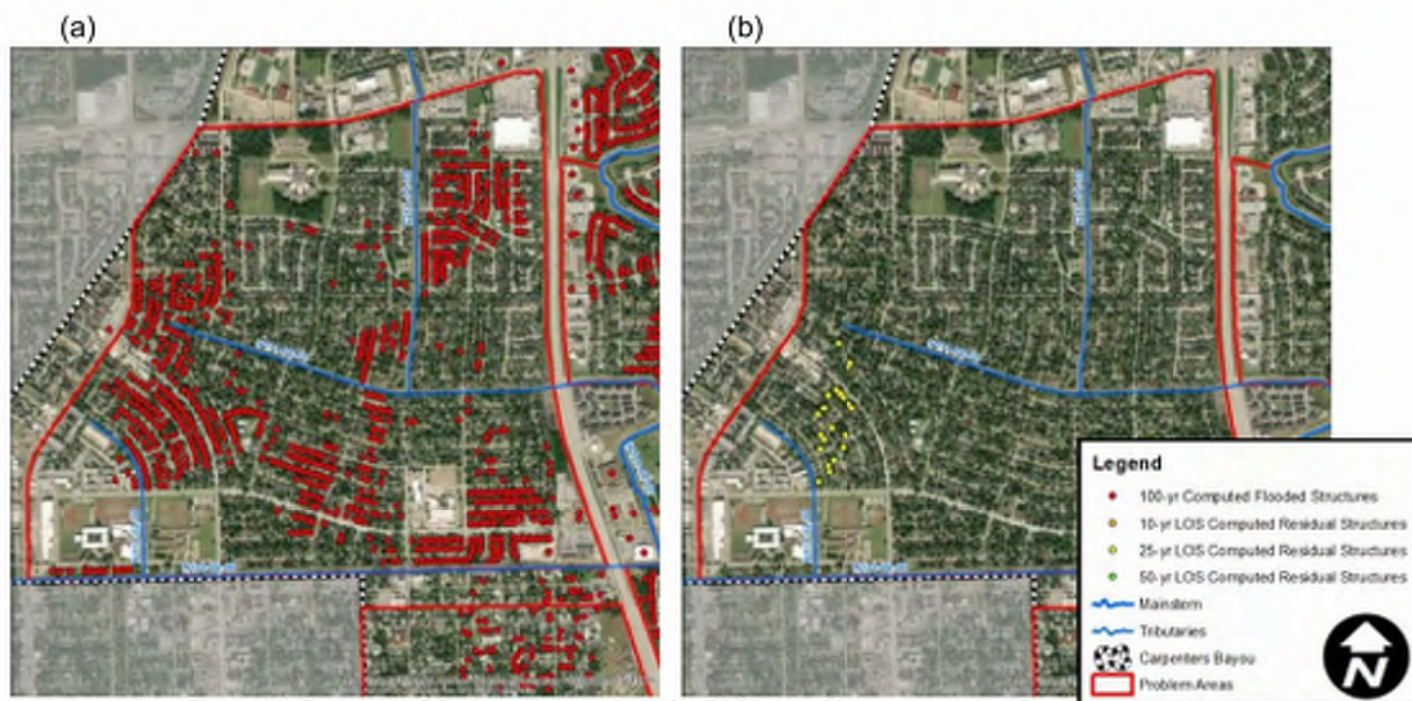 (a)
(b)
Legend
100-yr Computed Flooded Structures
10-yr LOS Computed Residual Structures
25-yr LOS Computed Residual Structures
50-yr LOS Computed Residual Structures
Mainstem
Tributaries
Carpenters Bayou
Problem Areas
N